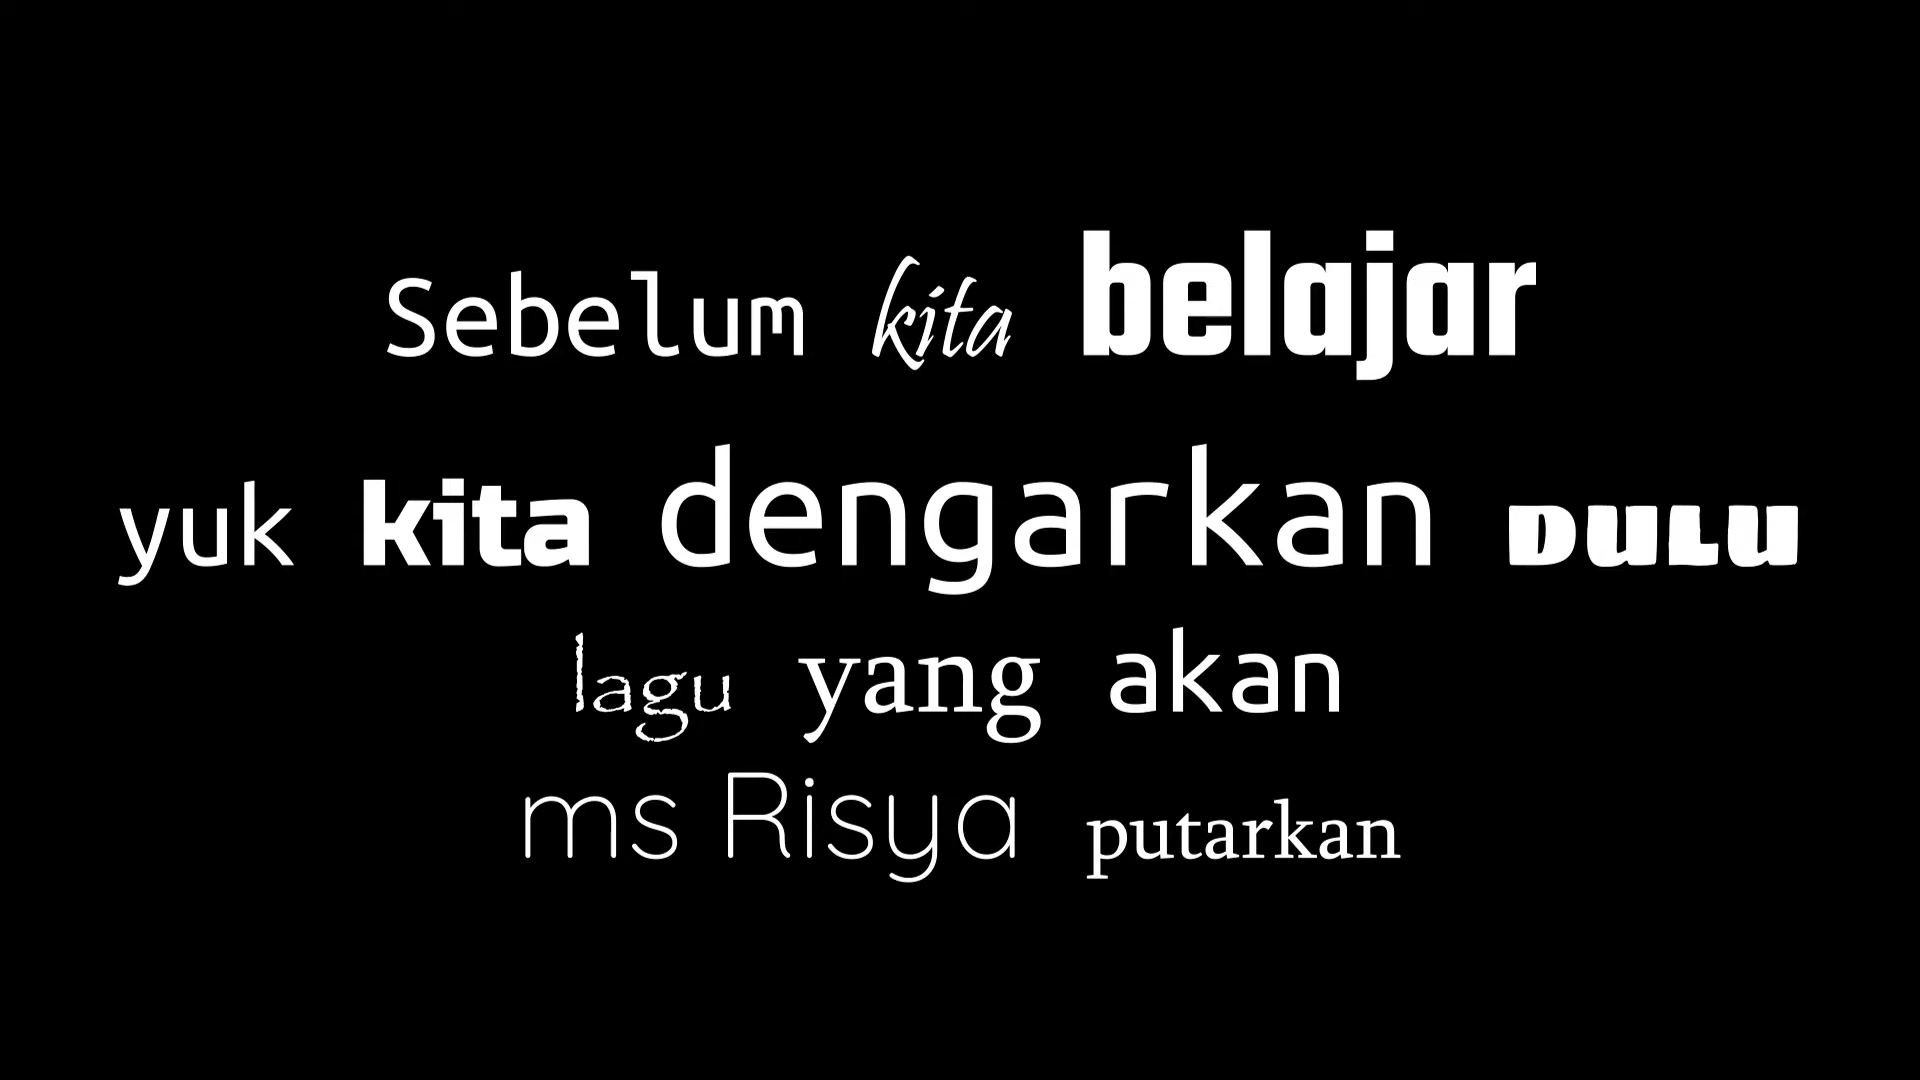 Sebelum kita belajar
yuk kita dengarkan DULU
lagu yang akan
ms Risya putarkan